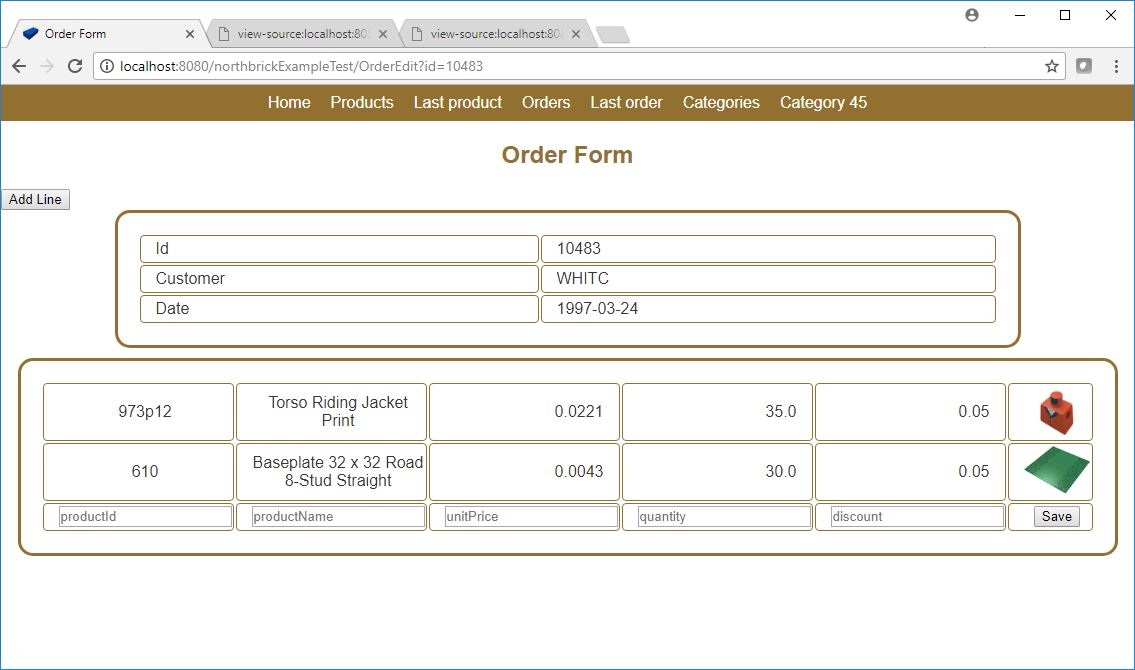 Order Form
view-source:localhost:80
view-source:localhost:80
localhost:8080/northbrickExampleTest/OrderEdit?id=10483
Home Products Last product Orders Last order Categories Category 45
Order Form
Add Line
Id 10483
Customer WHITC
Date 1997-03-24
973p12 Torso Riding Jacket 0.0221 35.0 0.05
Print
610 Baseplate 32 x 32 Road 0.0043 30.0 0.05
8-Stud Straight
productId productName unitPrice quantity discount Save